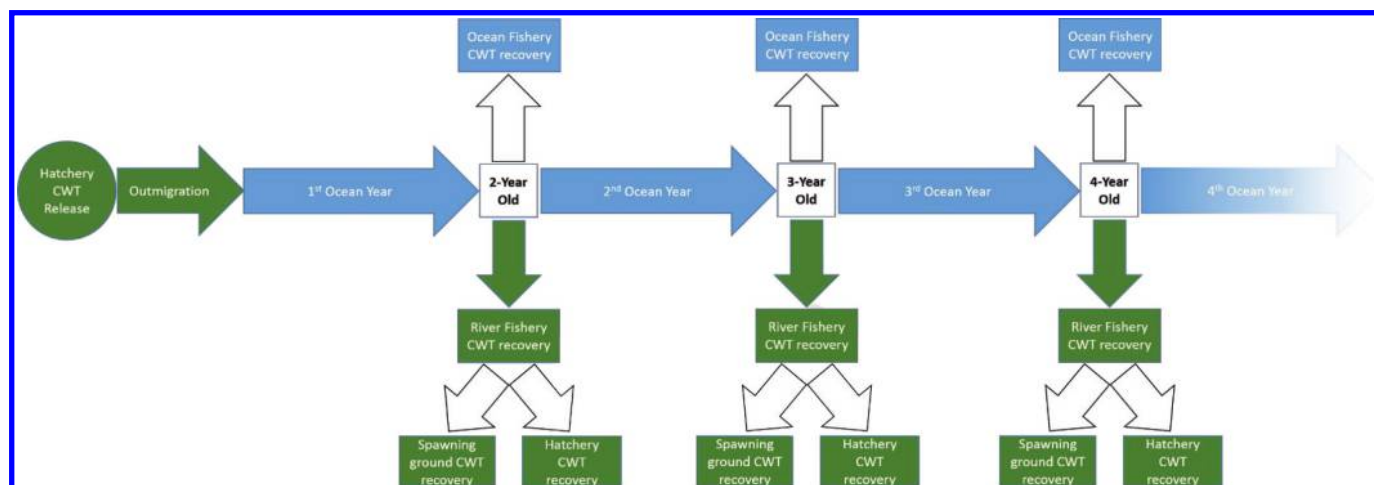 Ocean Fishery
CWT recovery
Ocean Fishery
CWT recovery
Ocean Fishery
CWT recovery
Hatchery
CWT
Release
Outmigration
1st Ocean Year
2-Year
Old
2nd Ocean Year
3-Year
Old
3rd Ocean Year
4-Year
Old
4th Ocean Year
River Fishery
CWT recovery
River Fishery
CWT recovery
River Fishery
CWT recovery
Spawning
ground CWT
recovery
Hatchery
CWT
recovery
Spawning
ground CWT
recovery
Hatchery
CWT
recovery
Spawning
ground CWT
recovery
Hatchery
CWT
recovery